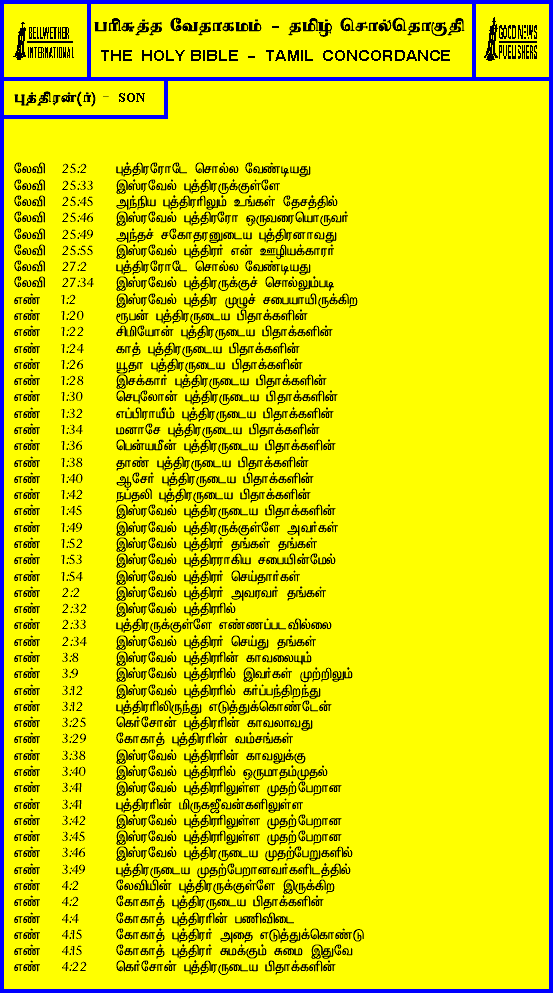 BELLWETHER
INTERNATIONAL
பரிசுத்த வேதாகமம் - தமிழ் சொல்தொகுதி
THE HOLY BIBLE - TAMIL CONCORDANCE
GOOD NEWS
PUBLISHERS
புத்திரன்(ர்) - SON
லேவி 25:2 புத்திரரோடே சொல்ல வேண்டியது
லேவி 25:33 இஸ்ரவேல் புத்திரருக்குள்ளே
லேவி 25:45 அந்நிய புத்திரரிலும் உங்கள் தேசத்தில்
லேவி 25:46 இஸ்ரவேல் புத்திரரோ ஒருவரையொருவர்
லேவி 25:49 அந்தச் சகோதரனுடைய புத்திரனாவது
லேவி 25:55 இஸ்ரவேல் புத்திரர் என் ஊழியக்காரர்
லேவி 27:2 புத்திரரோடே சொல்ல வேண்டியது
லேவி 27:34 இஸ்ரவேல் புத்திரருக்குச் சொல்லும்படி
எண் 1:2 இஸ்ரவேல் புத்திர முழுச் சபையாயிருக்கிற
எண் 1:20 ரூபன் புத்திரருடைய பிதாக்களின்
எண் 1:22 சிமியோன் புத்திரருடைய பிதாக்களின்
எண் 1:24 காத் புத்திரருடைய பிதாக்களின்
எண் 1:26 யூதா புத்திரருடைய பிதாக்களின்
எண் 1:28 இசக்கார் புத்திரருடைய பிதாக்களின்
எண் 1:30 செபுலோன் புத்திரருடைய பிதாக்களின்
எண் 1:32 எப்பிராயீம் புத்திரருடைய பிதாக்களின்
எண் 1:34 மனாசே புத்திரருடைய பிதாக்களின்
எண் 1:36 பென்யமீன் புத்திரருடைய பிதாக்களின்
எண் 1:38 தாண் புத்திரருடைய பிதாக்களின்
எண் 1:40 ஆசேர் புத்திரருடைய பிதாக்களின்
எண் 1:42 நப்தலி புத்திரருடைய பிதாக்களின்
எண் 1:45 இஸ்ரவேல் புத்திரருடைய பிதாக்களின்
எண் 1:49 இஸ்ரவேல் புத்திரருக்குள்ளே அவர்கள்
எண் 1:52 இஸ்ரவேல் புத்திரர் தங்கள் தங்கள்
எண் 1:53 இஸ்ரவேல் புத்திரராகிய சபையின்மேல்
எண் 1:54 இஸ்ரவேல் புத்திரர் செய்தார்கள்
எண் 2:2 இஸ்ரவேல் புத்திரர் அவரவர் தங்கள்
எண் 2:32 இஸ்ரவேல் புத்திரரில்
எண் 2:33 புத்திரருக்குள்ளே எண்ணப்படவில்லை
எண் 2:34 இஸ்ரவேல் புத்திரர் செய்து தங்கள்
எண் 3:8 இஸ்ரவேல் புத்திரரின் காவலையும்
எண் 3:9 இஸ்ரவேல் புத்திரரில் இவர்கள் முற்றிலும்
எண் 3:12 இஸ்ரவேல் புத்திரரில் கர்ப்பந்திறந்து
எண் 3:12 புத்திரரிலிருந்து எடுத்துக்கொண்டேன்
எண் 3:25 கெர்சோன் புத்திரரின் காவலாவது
எண் 3:29 கோகாத் புத்திரரின் வம்சங்கள்
எண் 3:38 இஸ்ரவேல் புத்திரரின் காவலுக்கு
எண் 3:40 இஸ்ரவேல் புத்திரரில் ஒருமாதம்முதல்
எண் 3:41 இஸ்ரவேல் புத்திரரிலுள்ள முதற்பேறான
எண் 3:41 புத்திரரின் மிருகஜீவன்களிலுள்ள
எண் 3:42 இஸ்ரவேல் புத்திரரிலுள்ள முதற்பேறான
எண் 3:45 இஸ்ரவேல் புத்திரரிலுள்ள முதற்பேறான
எண் 3:46 இஸ்ரவேல் புத்திரருடைய முதற்பேறுகளில்
எண் 3:49 புத்திரருடைய முதற்பேறானவர்களிடத்தில்
எண் 4:2 லேவியின் புத்திரருக்குள்ளே இருக்கிற
எண் 4:2 கோகாத் புத்திரருடைய பிதாக்களின்
எண் 4:4 கோகாத் புத்திரரின் பணிவிடை
எண் 4:15 கோகாத் புத்திரர் அதை எடுத்துக்கொண்டு
எண் 4:15 கோகாத் புத்திரர் சுமக்கும் சுமை இதுவே
எண் 4:22 கெர்சோன் புத்திரருடைய பிதாக்களின்